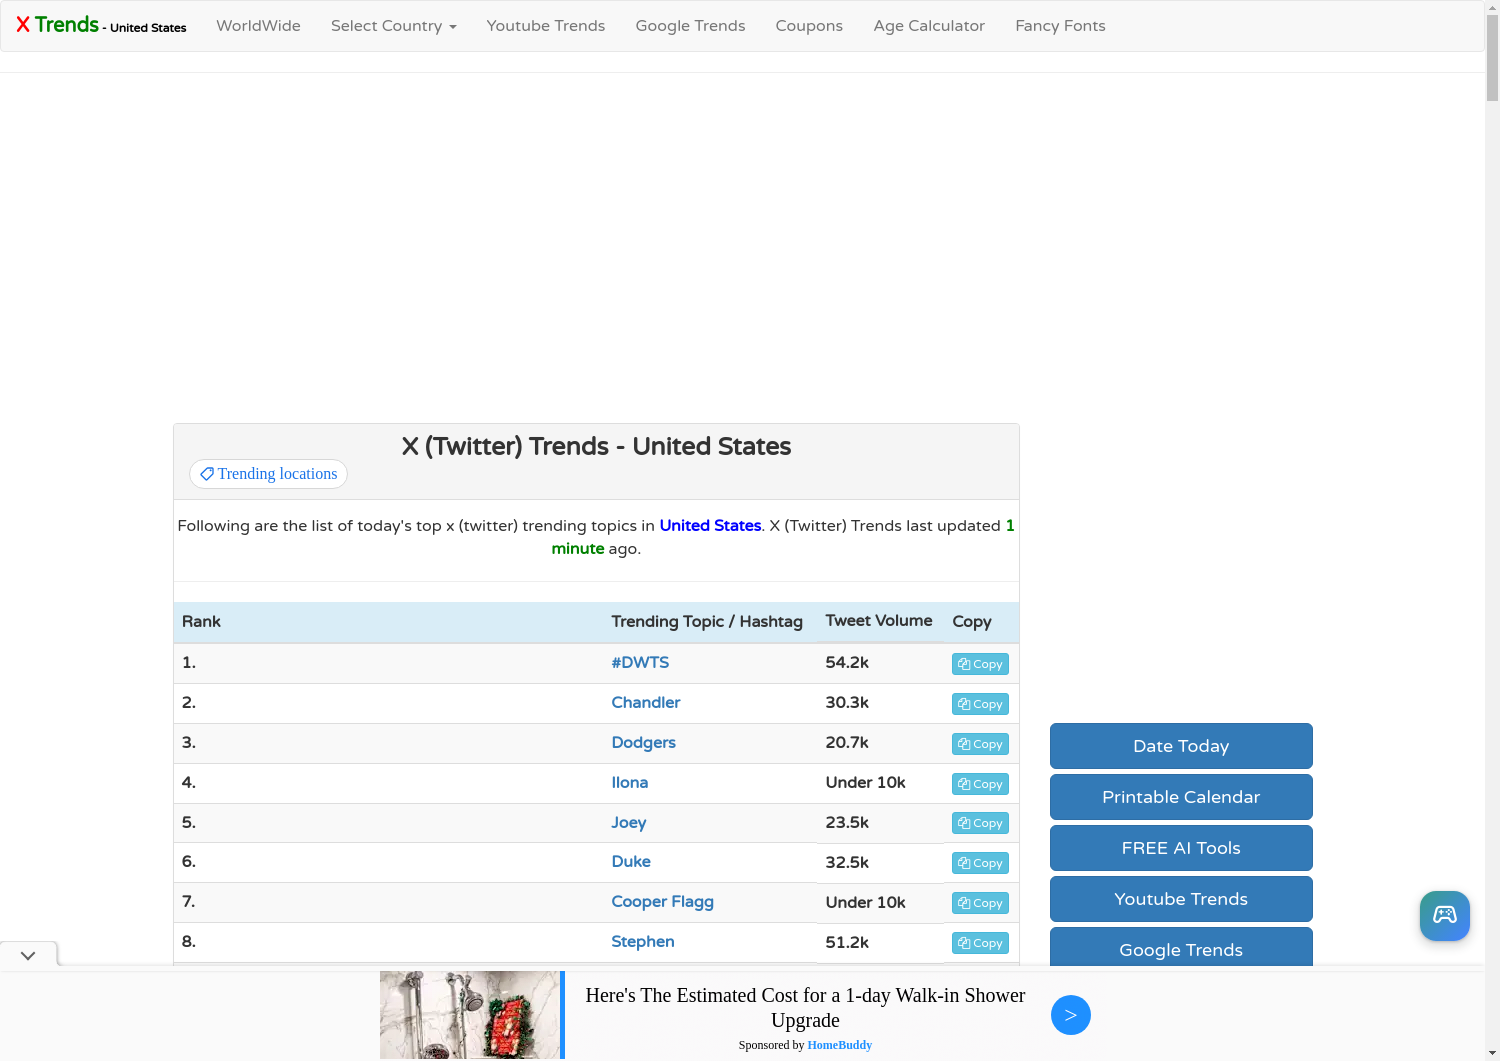 X Trends - United States WorldWide Select Country Youtube Trends Google Trends Coupons Age Calculator Fancy Fonts
X (Twitter) Trends - United States
Trending locations
Following are the list of today's top x (twitter) trending topics in United States. X (Twitter) Trends last updated 1
minute ago.
Rank Trending Topic / Hashtag Tweet Volume Copy
1. #DWTS 54.2k Copy
2. Chandler 30.3k Copy
3. Dodgers 20.7k Copy
4. Ilona Under 10k Copy
5. Joey 23.5k Copy
6. Duke 32.5k Copy
7. Cooper Flagg Under 10k Copy
8. Stephen 51.2k Copy
Date Today
Printable Calendar
FREE AI Tools
Youtube Trends
Google Trends
Here's The Estimated Cost for a 1-day Walk-in Shower
Upgrade
Sponsored by HomeBuddy
>